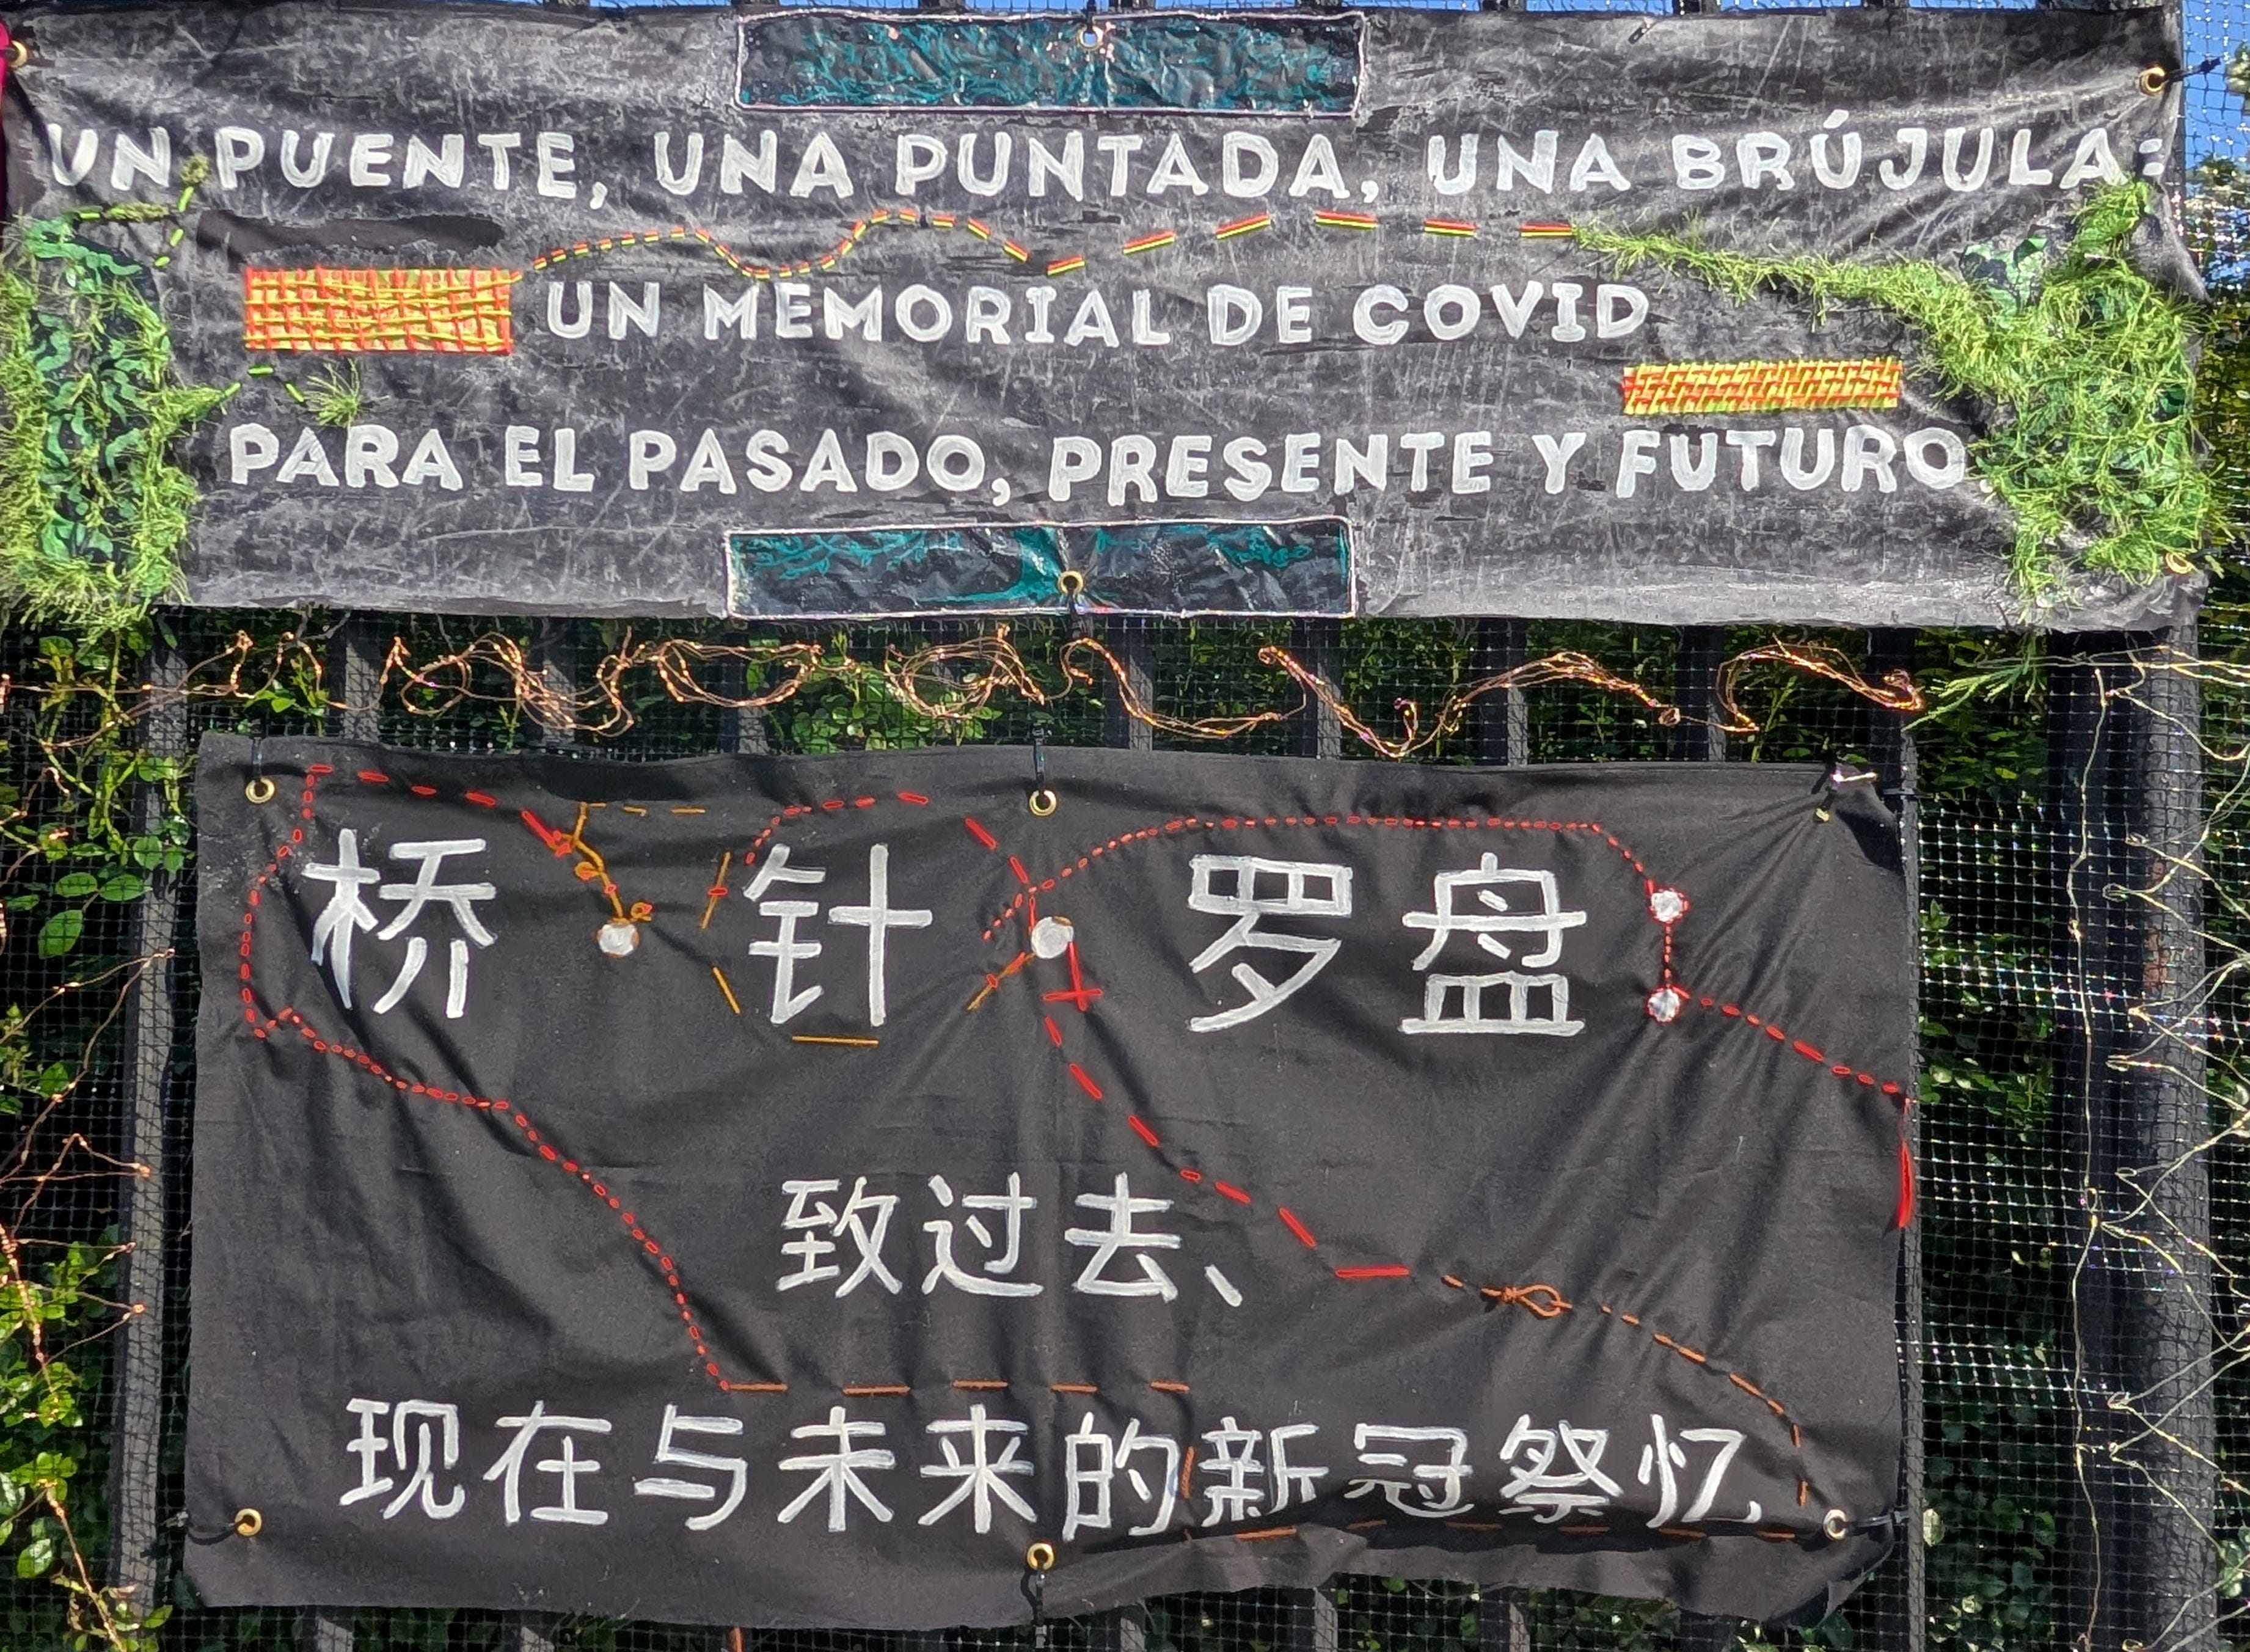 UN PUENTE, UNA PUNTADA, UNA BRÚJULA:
UN MEMORIAL DE COVID
PARA EL PASADO, PRESENTE Y FUTURO.
桥 针 罗盘
致过去、
现在与未来的新冠祭忆